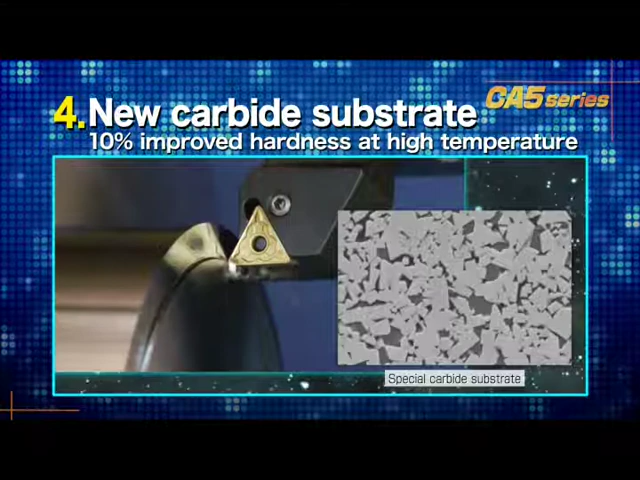 4.New carbide substrate
CA5 series
10% improved hardness at high temperature
Special carbide substrate